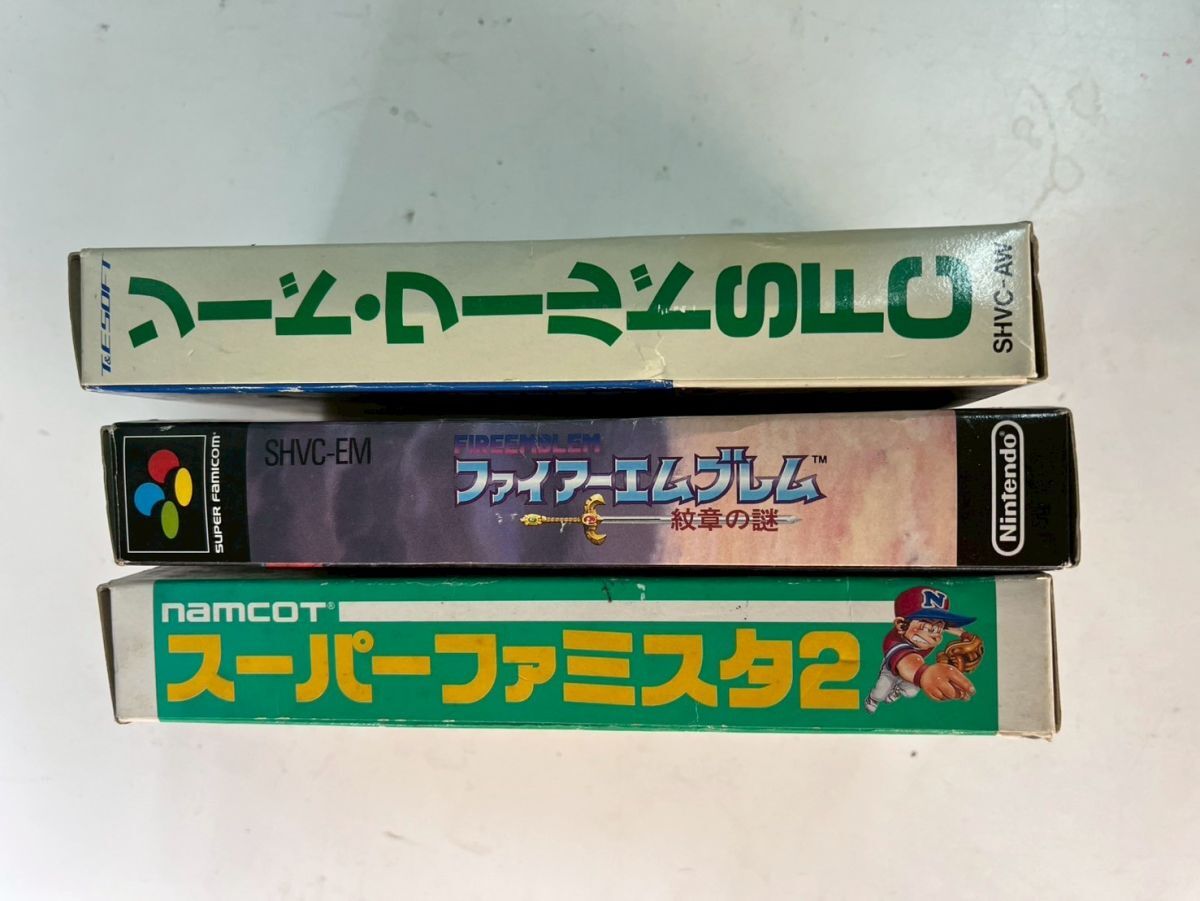 T&E SOFT
ソード・ワールドSFC
SHVC-AW
SUPER FAMICOM
SHVC-EM
FIREEMBLEM
ファイアーエムブレム™
紋章の謎
Nintendo®
namcot®
スーパーファミスタ2
N